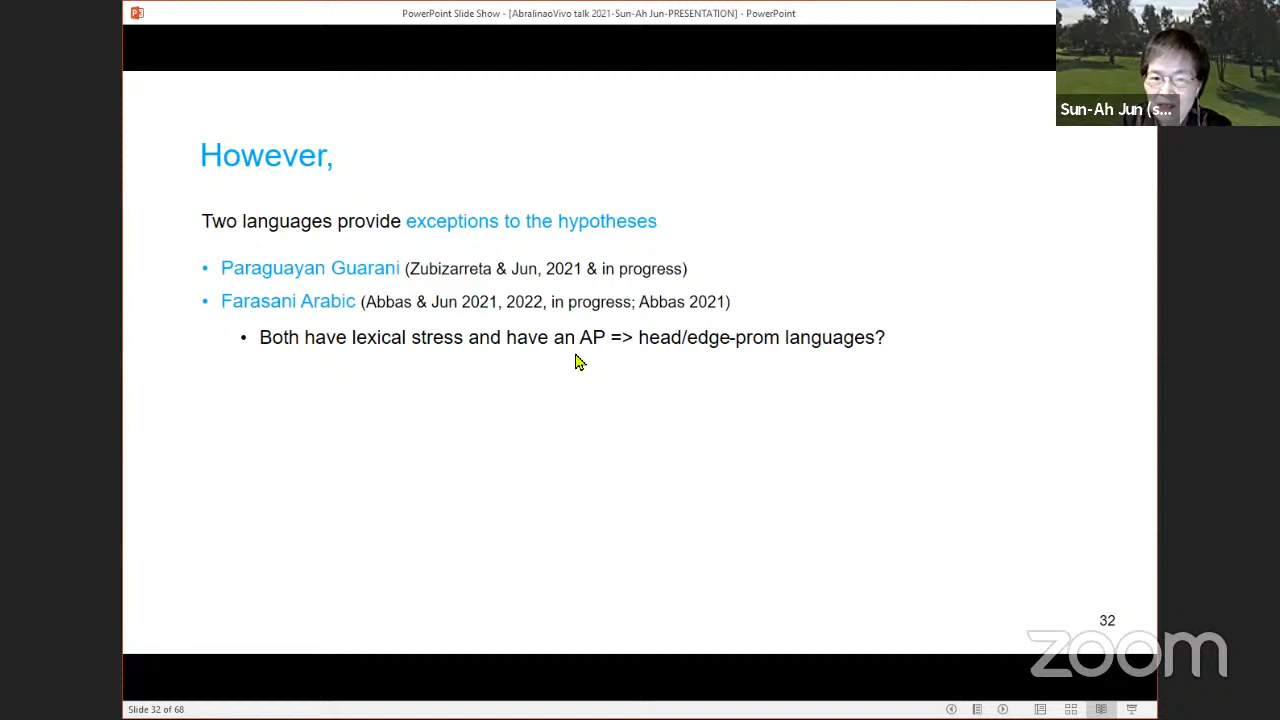 PowerPoint Slide Show - [AbralinaoVivo talk 2021-Sun-Ah Jun-PRESENTATION] - PowerPoint
Sun-Ah Jun (s...
However,
Two languages provide exceptions to the hypotheses
• Paraguayan Guarani (Zubizarreta & Jun, 2021 & in progress)
• Farasani Arabic (Abbas & Jun 2021, 2022, in progress; Abbas 2021)
• Both have lexical stress and have an AP => head/edge-prom languages?
32
zoom
Slide 32 of 68